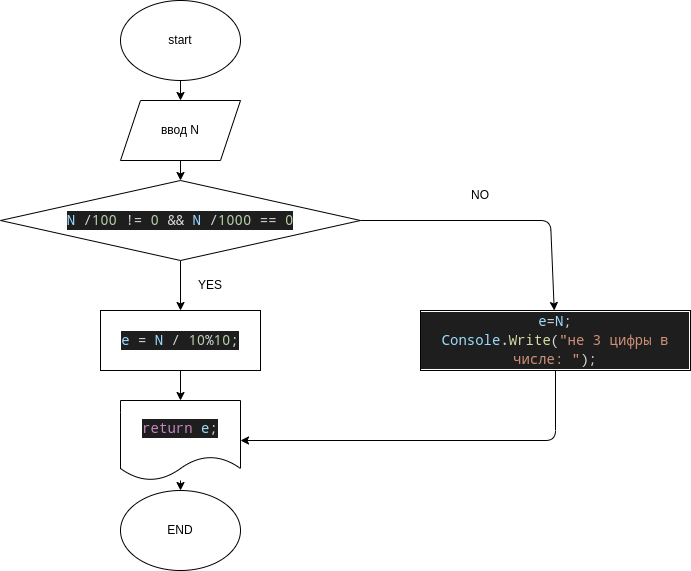 start
ввод N
N /100 != 0 && N /1000 == 0
NO
YES
e = N / 10%10;
e=N;
Console.Write("не 3 цифры в
числе: ");
return e;
END